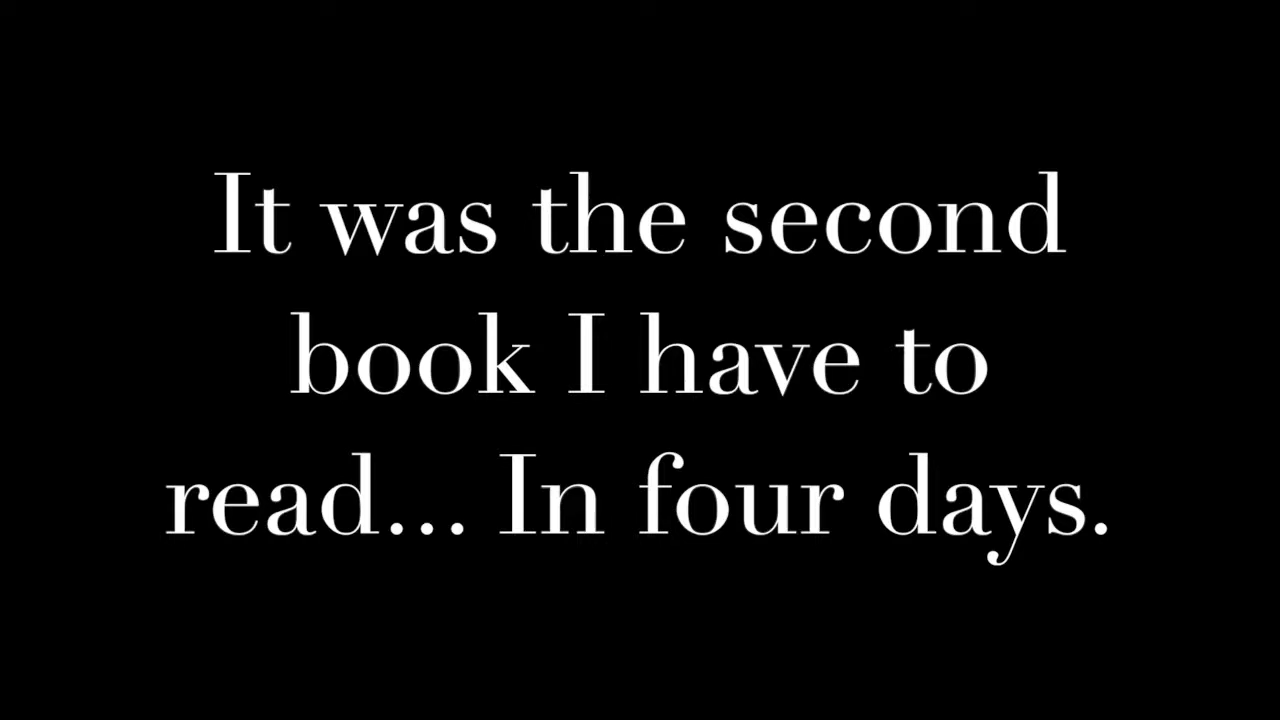 It was the second
book I have to
read... In four days.